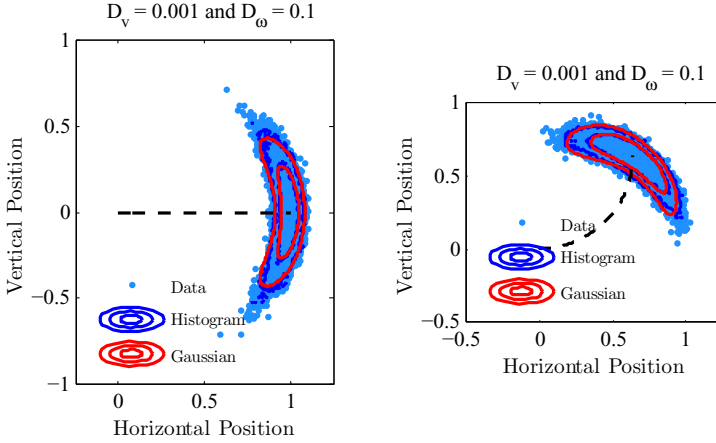 D_v = 0.001 and D_ω = 0.1
1
0.5
0
−0.5
−1
0
0.5
1
Vertical Position
Horizontal Position
Data
Histogram
Gaussian
D_v = 0.001 and D_ω = 0.1
1
0.5
0
−0.5
−0.5
0
0.5
1
Vertical Position
Horizontal Position
Data
Histogram
Gaussian